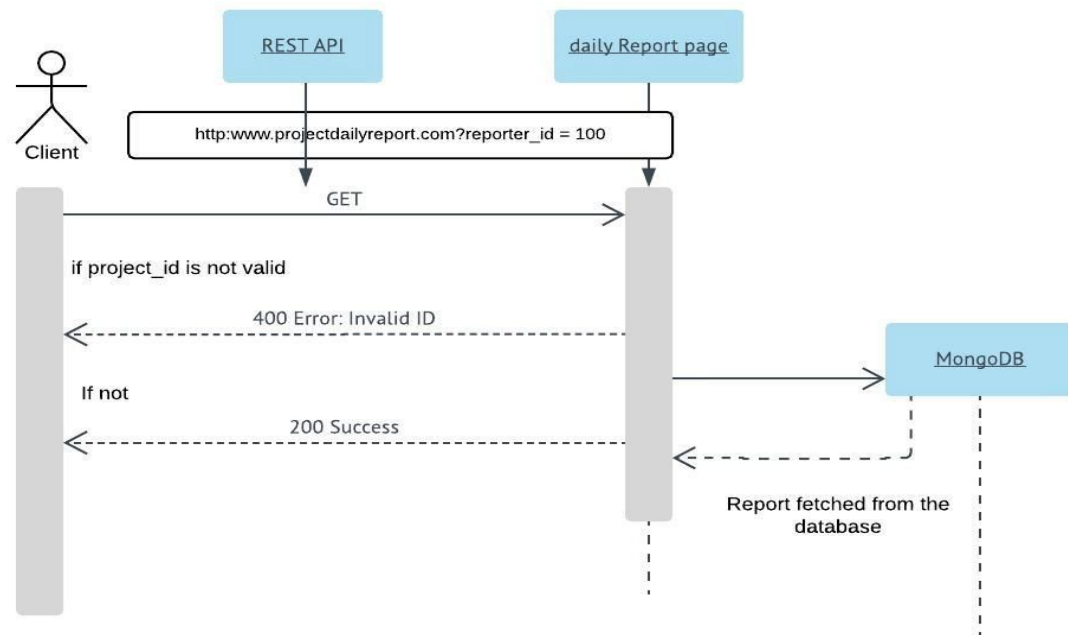 REST API
daily Report page
http:www.projectdailyreport.com?reporter_id = 100
Client
GET
if project_id is not valid
400 Error: Invalid ID
MongoDB
If not
200 Success
Report fetched from the
database